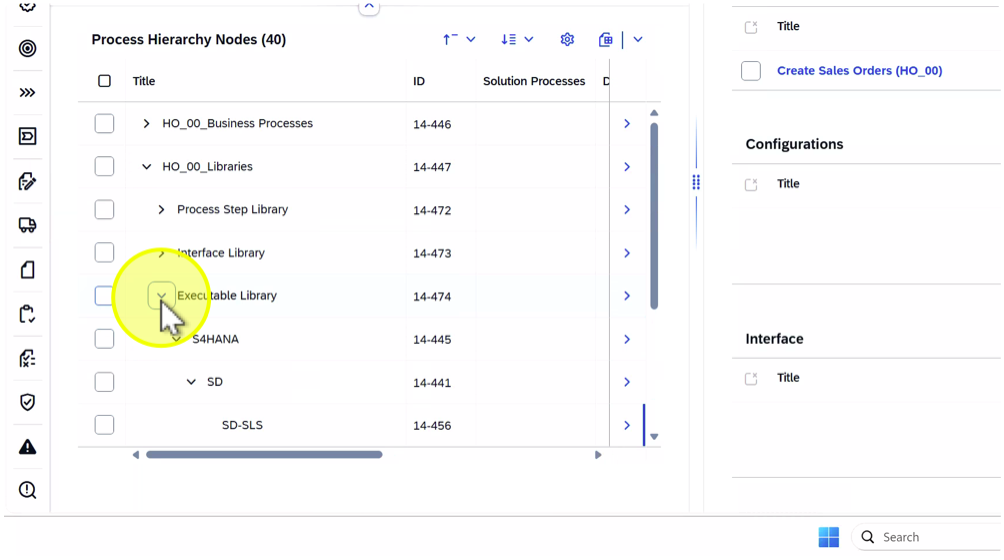 Process Hierarchy Nodes (40)
Title ID Solution Processes
HO_00_Business Processes 14-446
HO_00_Libraries 14-447
Process Step Library 14-472
Interface Library 14-473
Executable Library 14-474
S4HANA 14-445
SD 14-441
SD-SLS 14-456
Title
Create Sales Orders (HO_00)
Configurations
Title
Interface
Title
Search